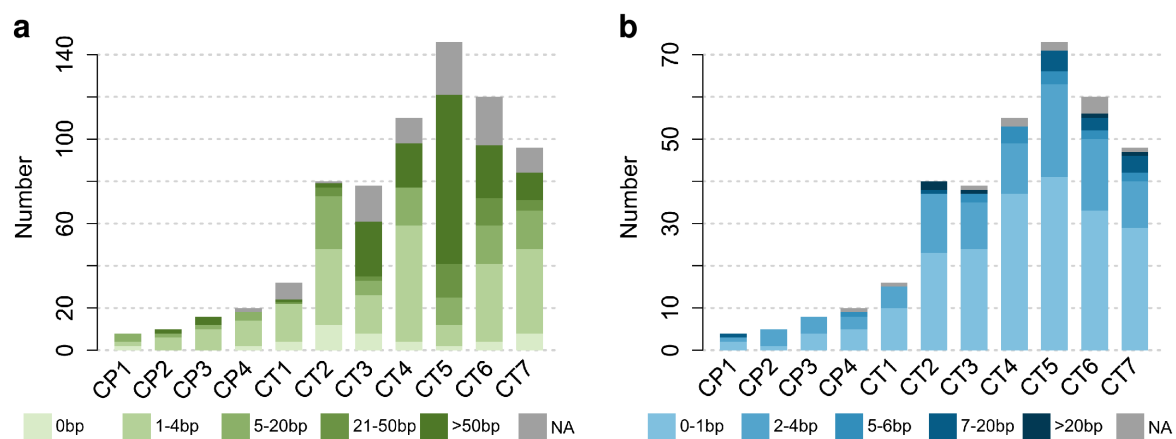 a
Number
140
100
60
20
0
CP1 CP2 CP3 CP4 CT1 CT2 CT3 CT4 CT5 CT6 CT7
0bp 1-4bp 5-20bp 21-50bp >50bp NA
b
Number
70
50
30
10
0
CP1 CP2 CP3 CP4 CT1 CT2 CT3 CT4 CT5 CT6 CT7
0-1bp 2-4bp 5-6bp 7-20bp >20bp NA